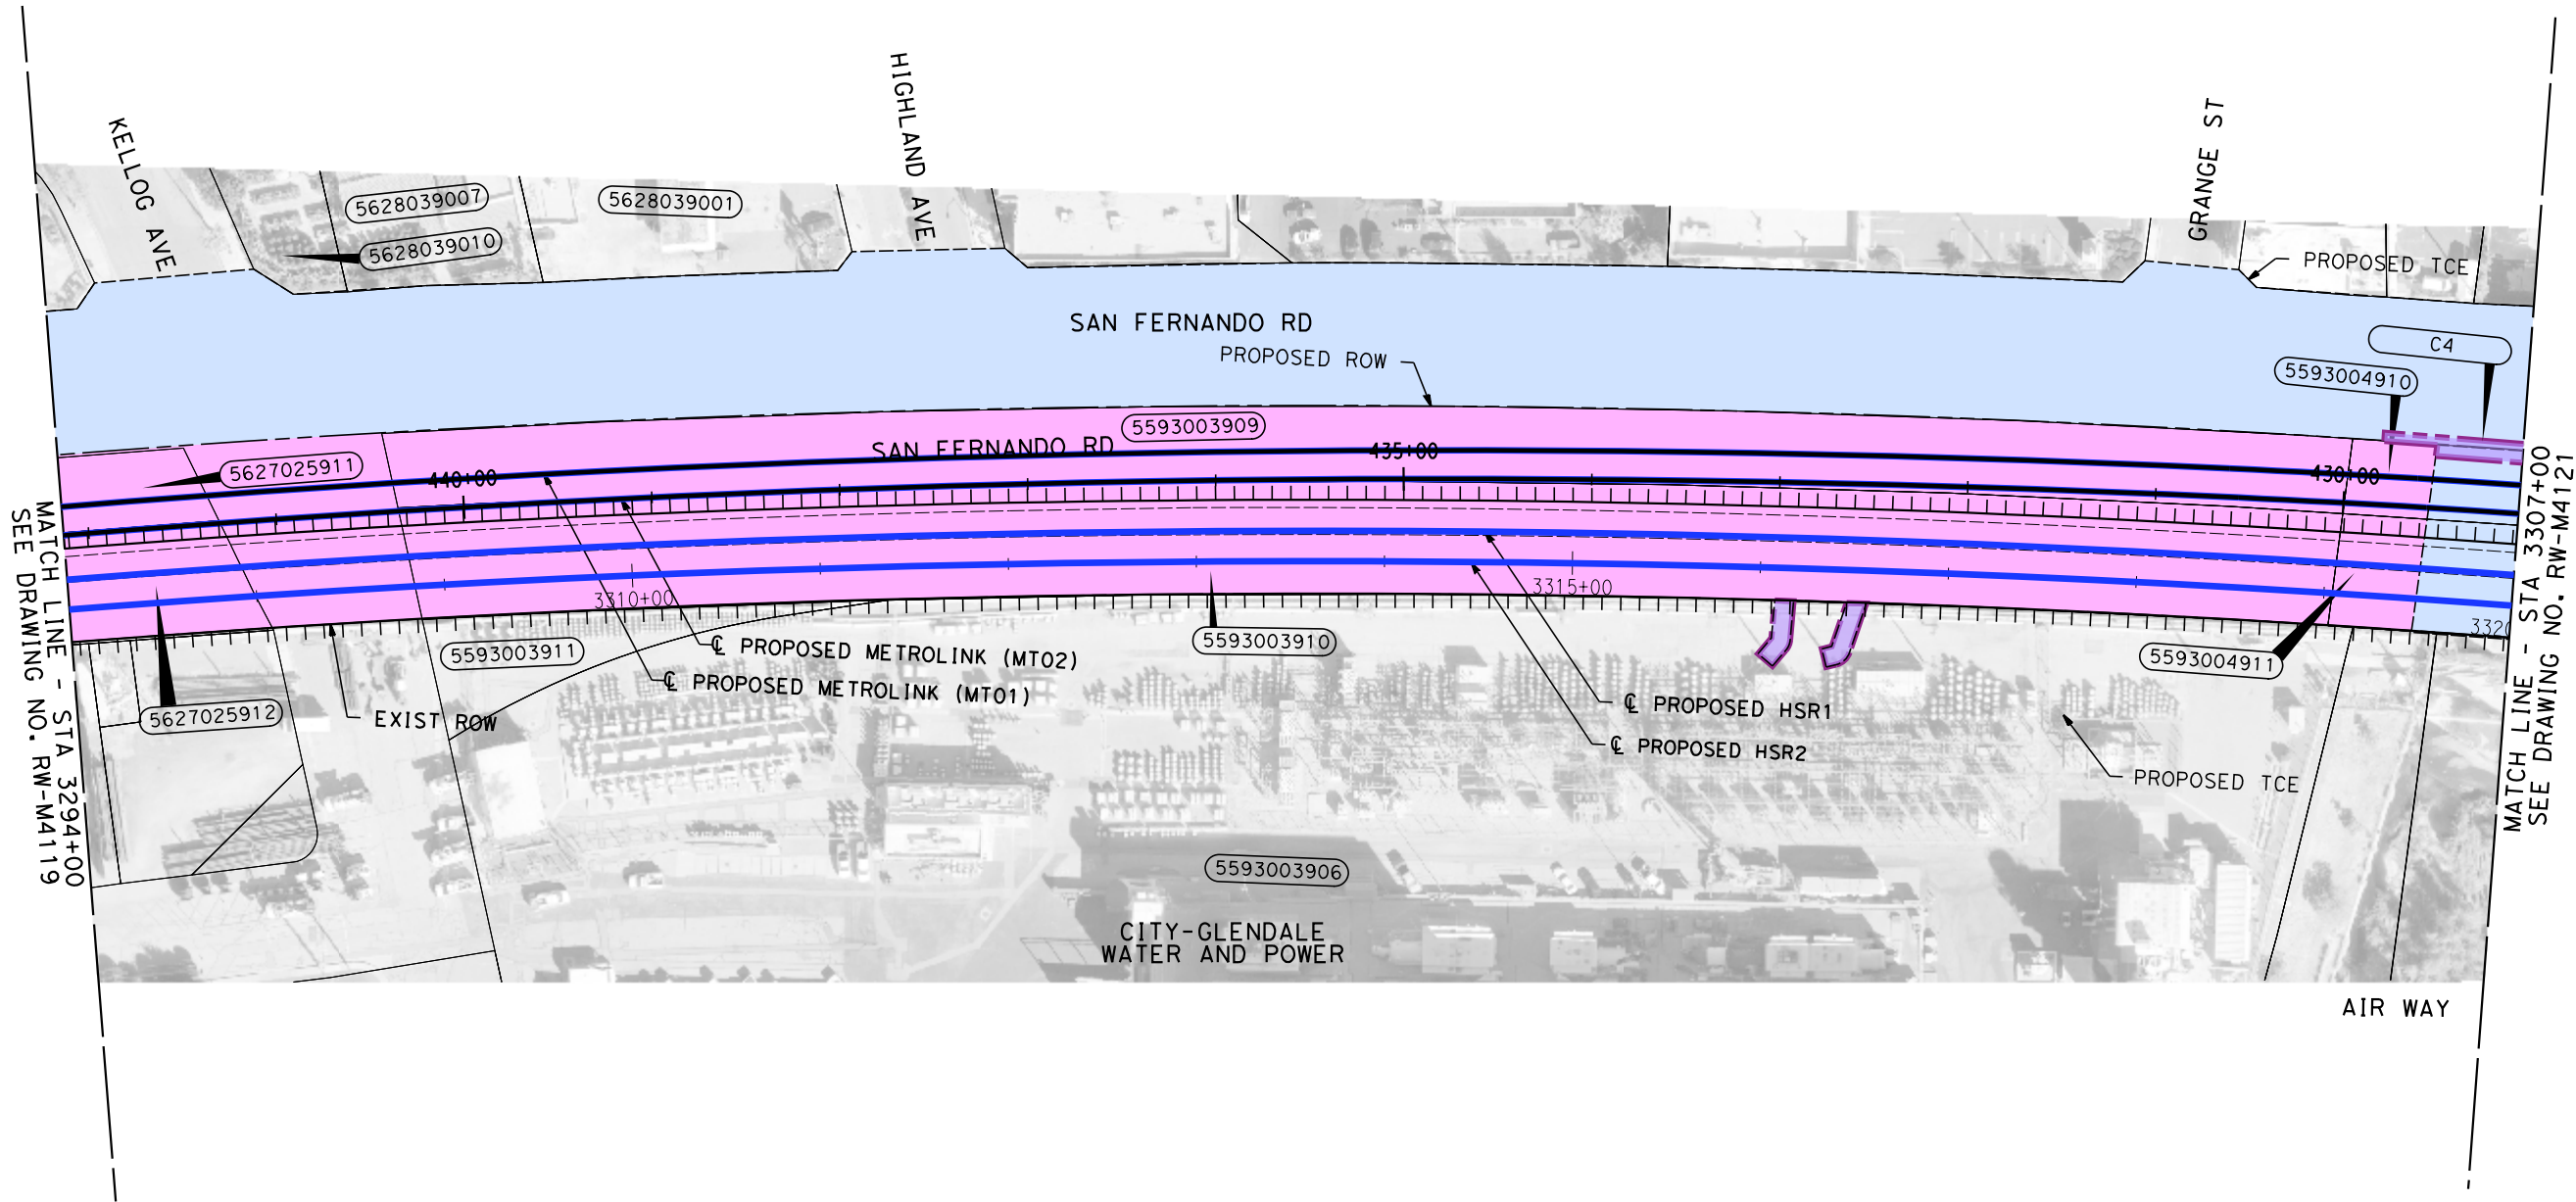 KELLOG AVE
HIGHLAND AVE
GRANGE ST
5628039007
5628039001
5628039010
PROPOSED TCE
SAN FERNANDO RD
PROPOSED ROW
C4
5593004910
5593003909
SAN FERNANDO RD
5627025911
440+00
435+00
430+00
3310+00
3315+00
3320
5593003911
5593003910
5593004911
℄ PROPOSED METROLINK (MT02)
℄ PROPOSED METROLINK (MT01)
5627025912
EXIST ROW
℄ PROPOSED HSR1
℄ PROPOSED HSR2
PROPOSED TCE
5593003906
CITY-GLENDALE
WATER AND POWER
AIR WAY
MATCH LINE - STA 3294+00
SEE DRAWING NO. RW-M4119
MATCH LINE - STA 3307+00
SEE DRAWING NO. RW-M4121